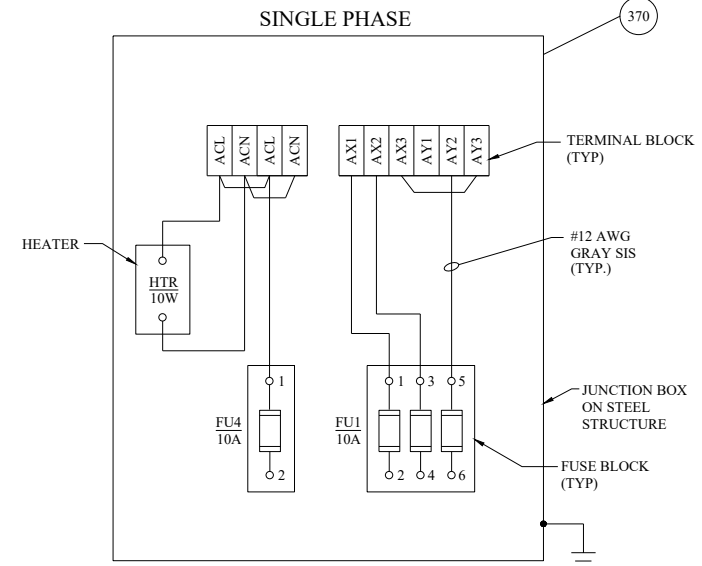 SINGLE PHASE
370
ACL
ACN
ACL
ACN
AX1
AX2
AX3
AY1
AY2
AY3
TERMINAL BLOCK
(TYP)
HEATER
HTR
10W
#12 AWG
GRAY SIS
(TYP.)
1
FU4
10A
2
1
3
5
FU1
10A
2
4
6
JUNCTION BOX
ON STEEL
STRUCTURE
FUSE BLOCK
(TYP)